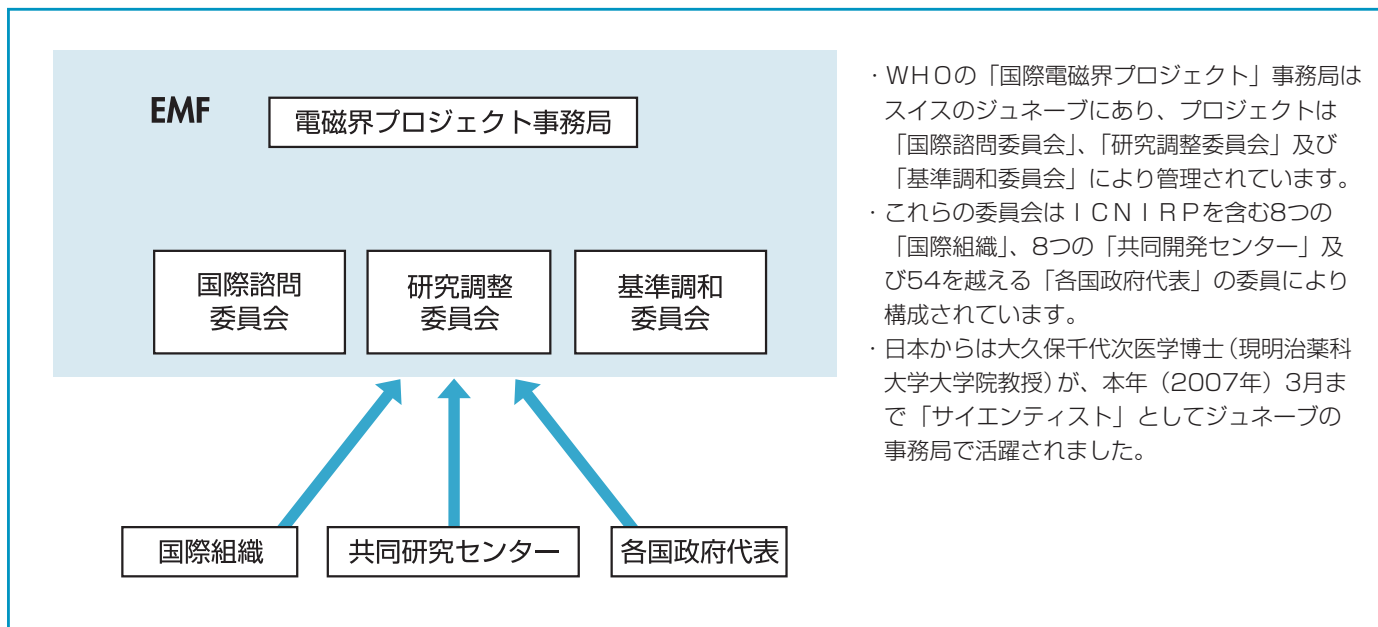 EMF
電磁界プロジェクト事務局
国際諮問
委員会
研究調整
委員会
基準調和
委員会
国際組織
共同研究センター
各国政府代表
・ＷＨＯの「国際電磁界プロジェクト」事務局は
スイスのジュネーブにあり、プロジェクトは
「国際諮問委員会」、「研究調整委員会」及び
「基準調和委員会」により管理されています。
・これらの委員会はＩＣＮＩＲＰを含む8つの
「国際組織」、8つの「共同開発センター」及
び54を越える「各国政府代表」の委員により
構成されています。
・日本からは大久保千代次医学博士（現明治薬科
大学大学院教授）が、本年（2007年）3月ま
で「サイエンティスト」としてジュネーブの
事務局で活躍されました。